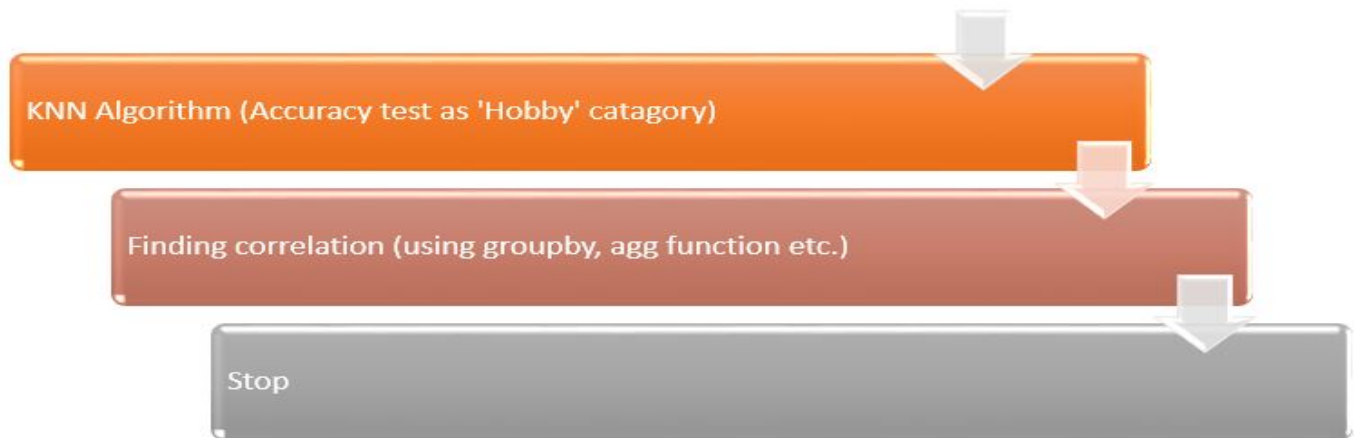 KNN Algorithm (Accuracy test as 'Hobby' catagory)
Finding correlation (using groupby, agg function etc.)
Stop